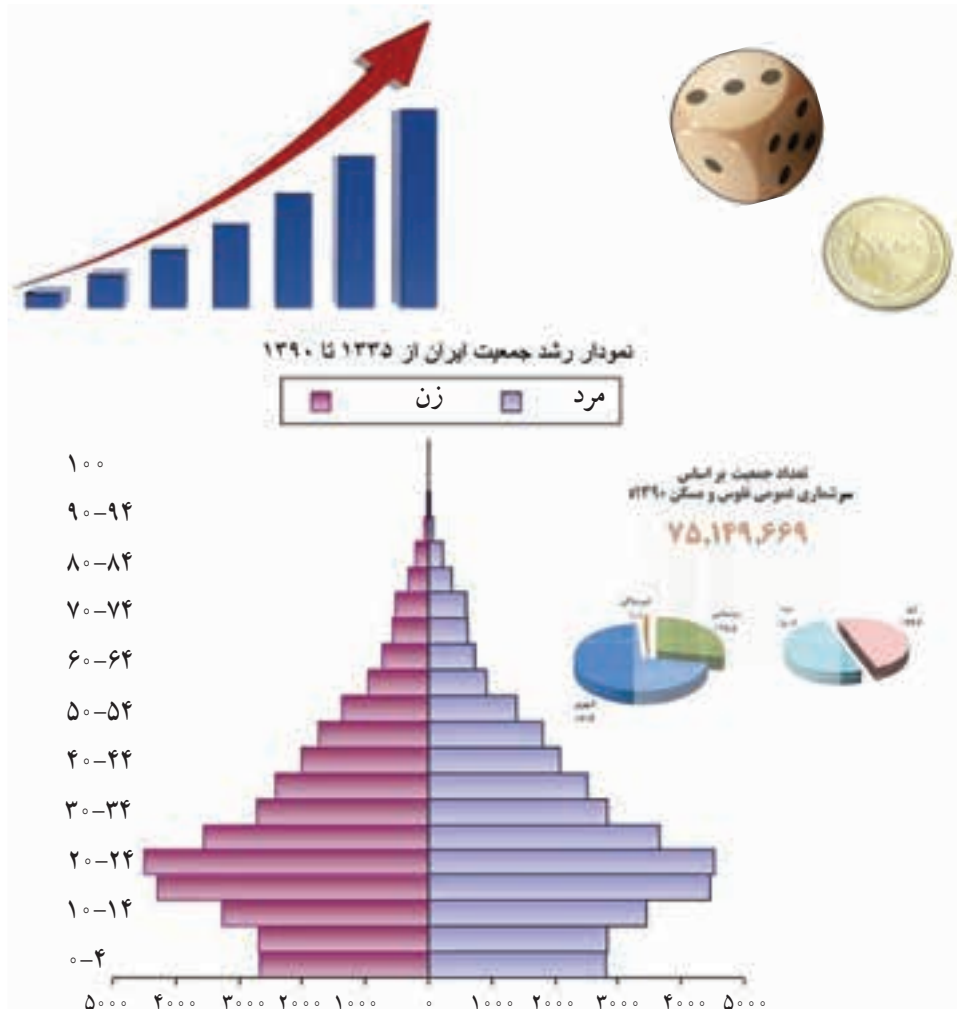 نمودار رشد جمعیت ایران از ۱۳۳۵ تا ۱۳۹۰
مرد زن
تعداد جمعیت بر اساس
سرشماری عمومی نفوس و مسکن ۱۳۹۰
۷۵,۱۴۹,۶۶۹
۱۰۰
۹۰–۹۴
۸۰–۸۴
۷۰–۷۴
۶۰–۶۴
۵۰–۵۴
۴۰–۴۴
۳۰–۳۴
۲۰–۲۴
۱۰–۱۴
۰–۴
۵۰۰۰ ۴۰۰۰ ۳۰۰۰ ۲۰۰۰ ۱۰۰۰ ۰ ۱۰۰۰ ۲۰۰۰ ۳۰۰۰ ۴۰۰۰ ۵۰۰۰